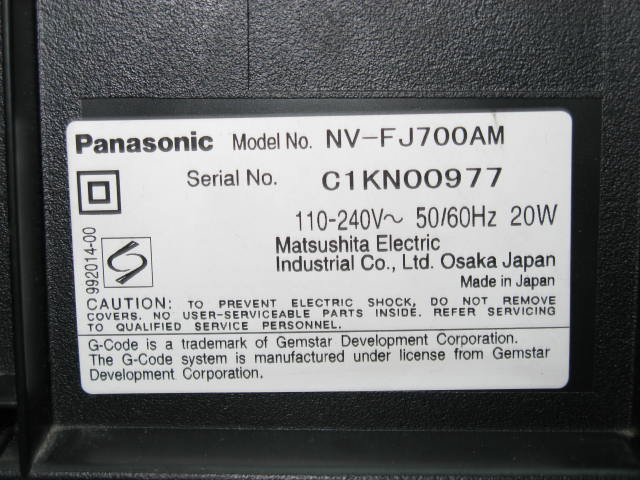 Panasonic Model No. NV-FJ700AM
Serial No. C1KN00977
110-240V~ 50/60Hz 20W
Matsushita Electric
Industrial Co., Ltd. Osaka Japan
Made in Japan
992014-00
CAUTION: TO PREVENT ELECTRIC SHOCK, DO NOT REMOVE
COVERS. NO USER-SERVICEABLE PARTS INSIDE. REFER SERVICING
TO QUALIFIED SERVICE PERSONNEL.
G-Code is a trademark of Gemstar Development Corporation.
The G-Code system is manufactured under license from Gemstar
Development Corporation.